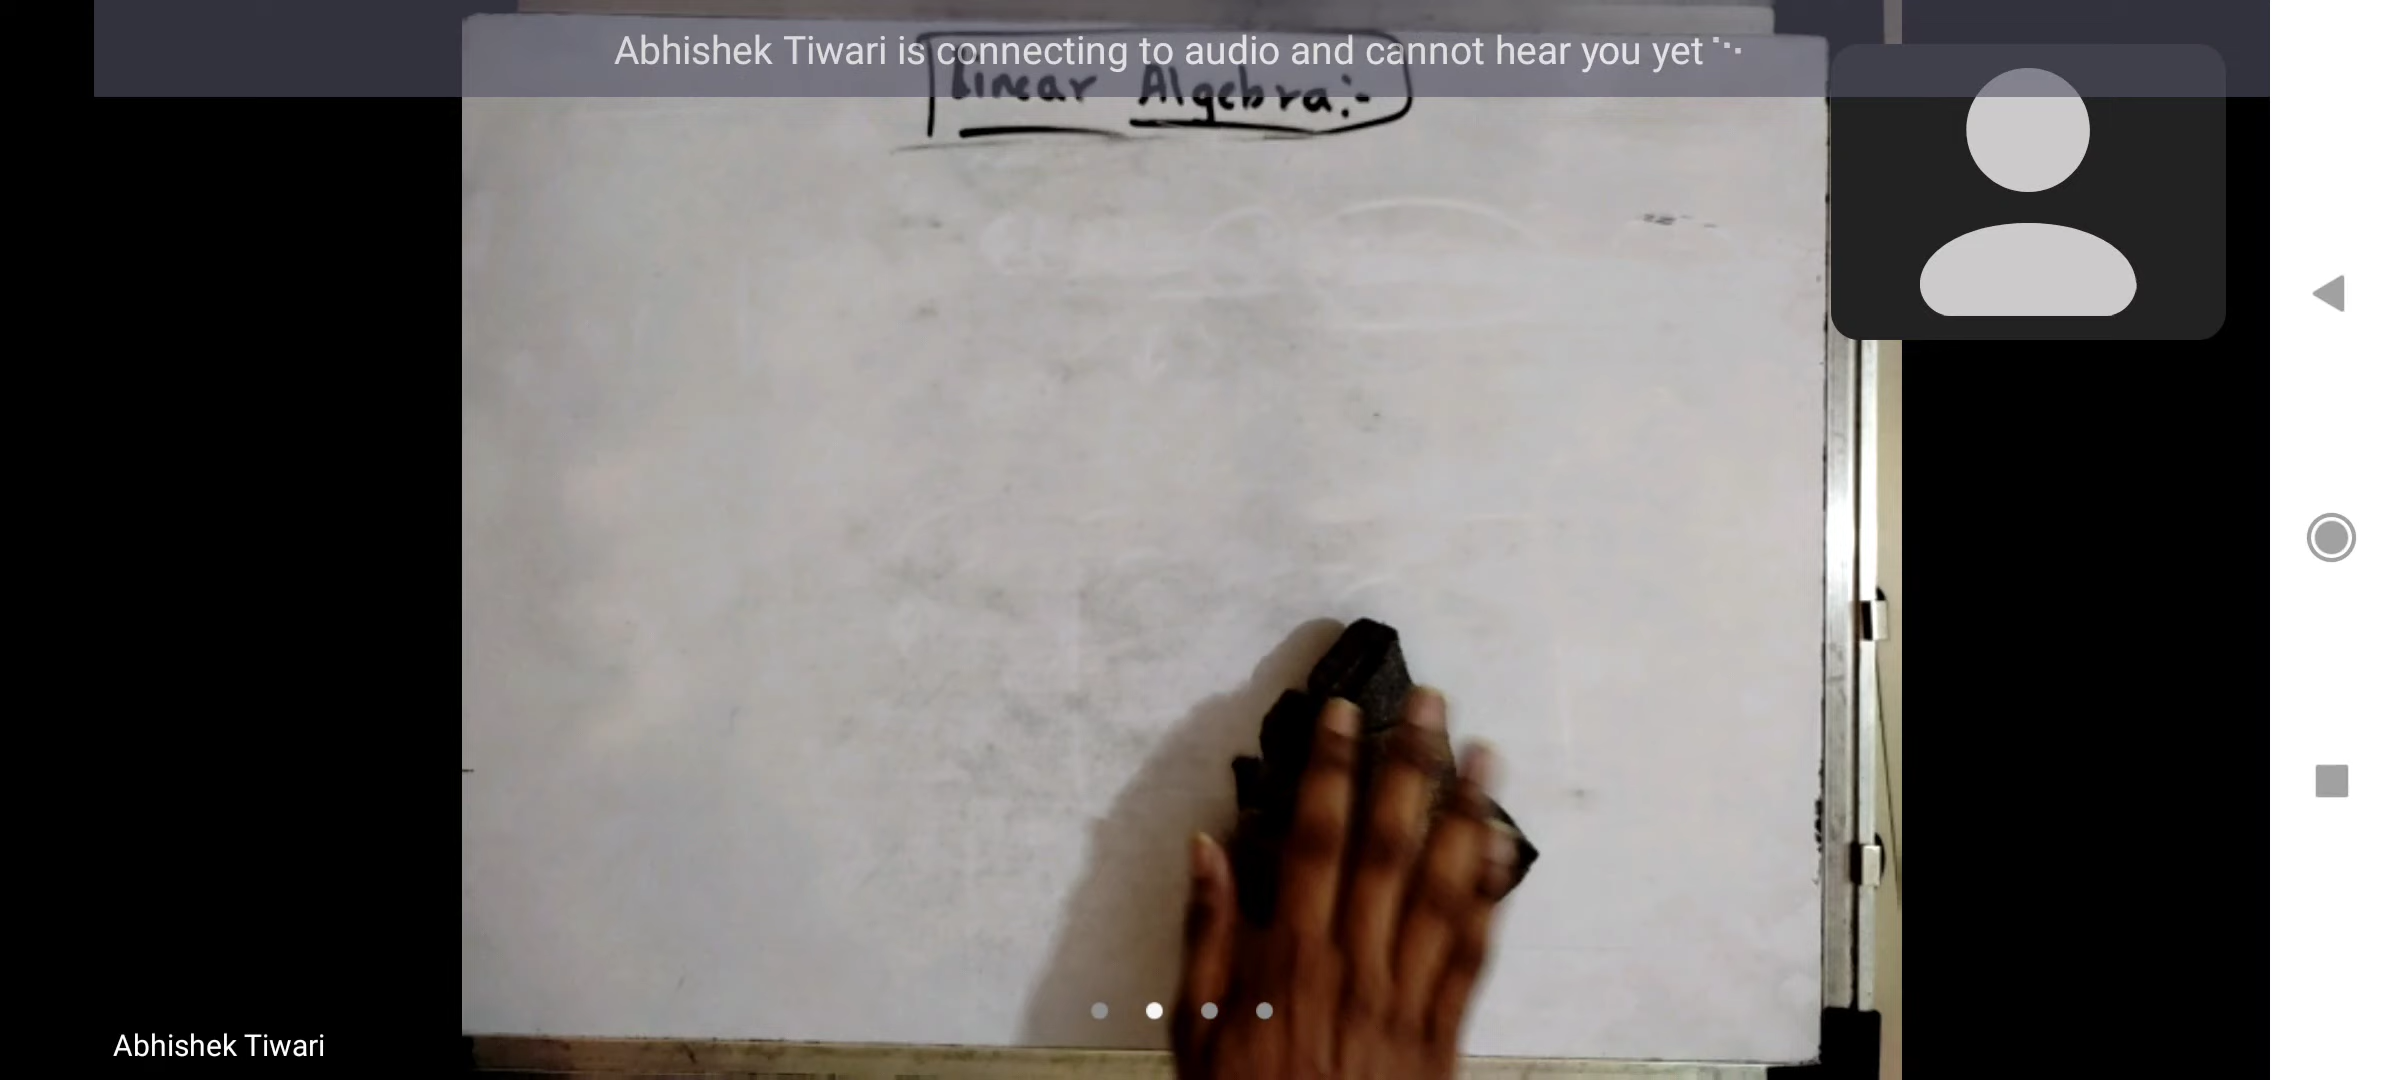 Abhishek Tiwari is connecting to audio and cannot hear you yet
Linear Algebra:-
Abhishek Tiwari